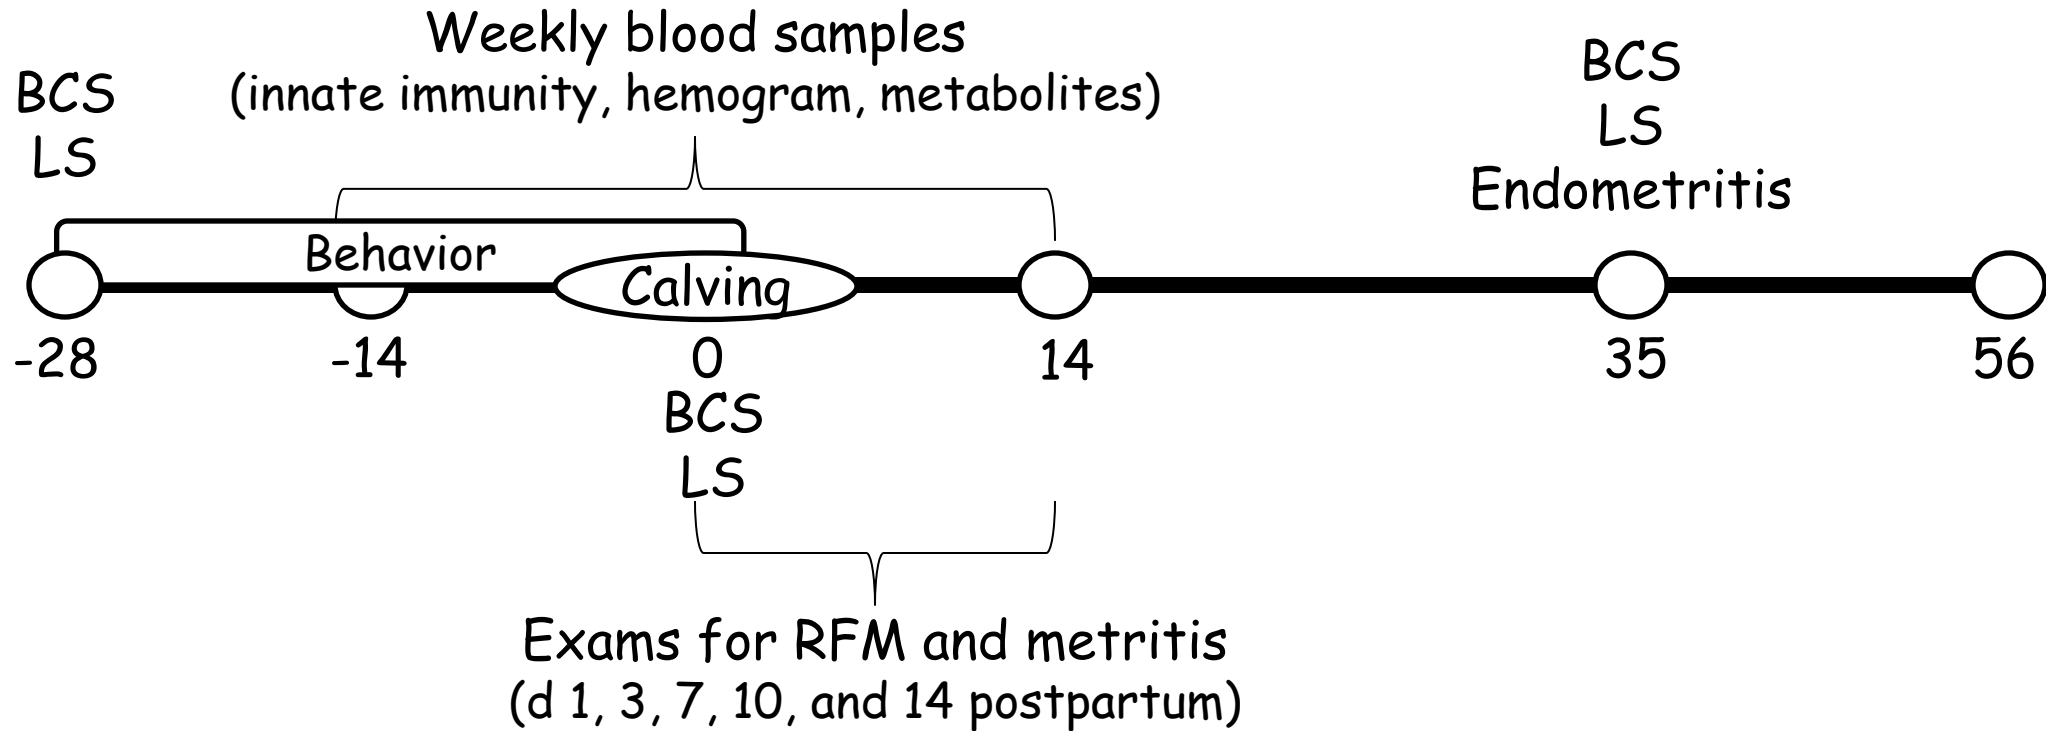 Weekly blood samples
(innate immunity, hemogram, metabolites)
BCS
LS
BCS
LS
Endometritis
Behavior
Calving
-28
-14
0
14
35
56
BCS
LS
Exams for RFM and metritis
(d 1, 3, 7, 10, and 14 postpartum)